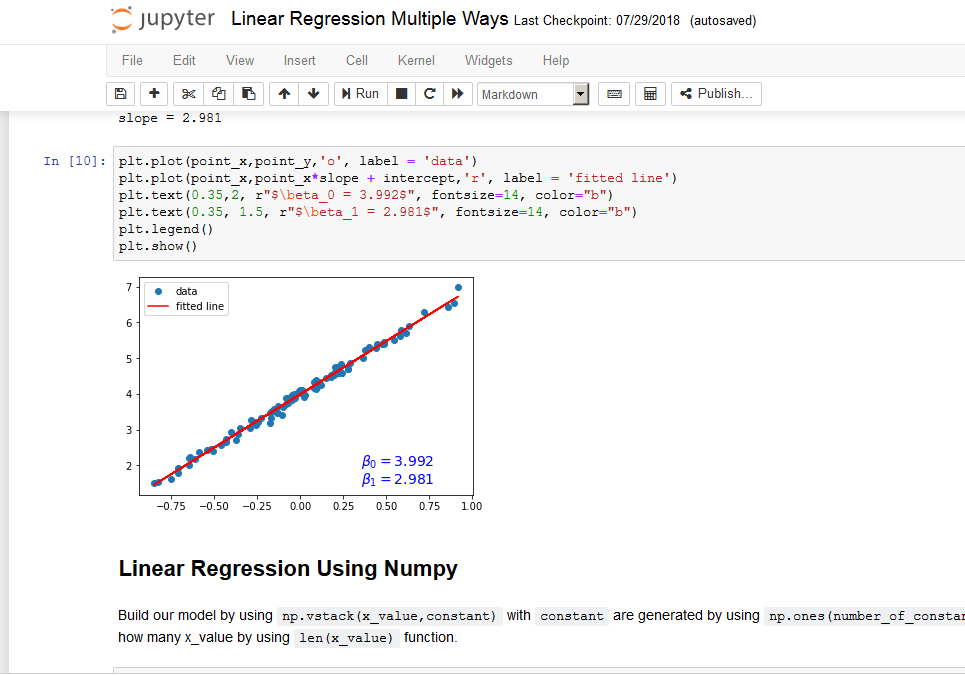 jupyter Linear Regression Multiple Ways Last Checkpoint: 07/29/2018 (autosaved)
File Edit View Insert Cell Kernel Widgets Help
Run Markdown Publish...
slope = 2.981
In [10]: plt.plot(point_x,point_y,'o', label = 'data')
plt.plot(point_x,point_x*slope + intercept,'r', label = 'fitted line')
plt.text(0.35,2, r"$\beta_0 = 3.992$", fontsize=14, color="b")
plt.text(0.35, 1.5, r"$\beta_1 = 2.981$", fontsize=14, color="b")
plt.legend()
plt.show()
data
fitted line
7
6
5
4
3
2
β0 = 3.992
β1 = 2.981
−0.75 −0.50 −0.25 0.00 0.25 0.50 0.75 1.00
Linear Regression Using Numpy
Build our model by using np.vstack(x_value,constant) with constant are generated by using np.ones(number_of_constan
how many x_value by using len(x_value) function.